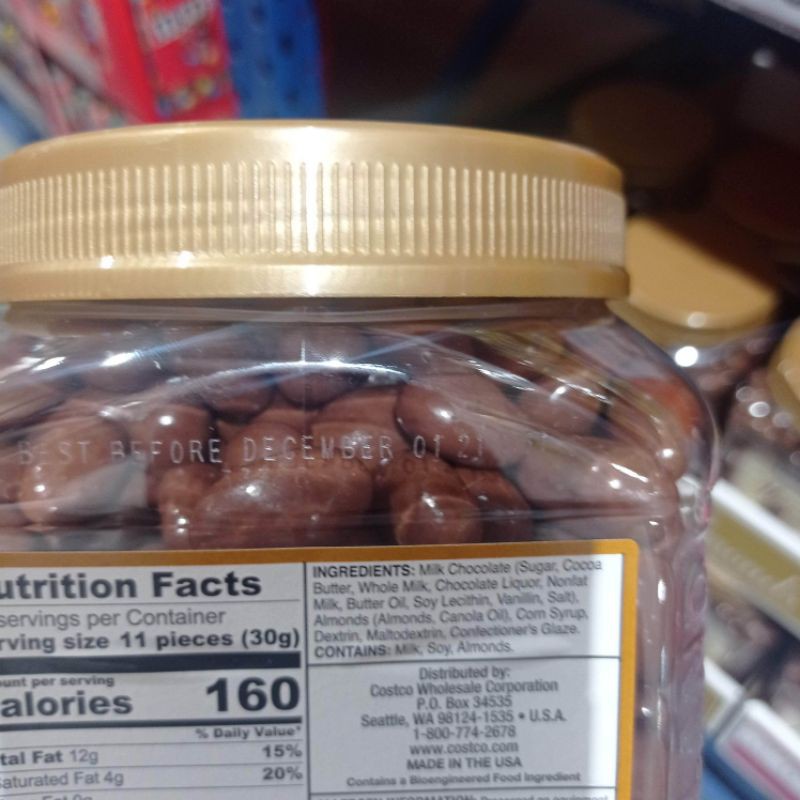 BEST BEFORE DECEMBER 01
utrition Facts
servings per Container
rving size 11 pieces (30g)
ount per serving
alories 160
% Daily Value*
tal Fat 12g 15%
aturated Fat 4g 20%
INGREDIENTS: Milk Chocolate (Sugar, Cocoa
Butter, Whole Milk, Chocolate Liquor, Nonfat
Milk, Butter Oil, Soy Lecithin, Vanillin, Salt),
Almonds (Almonds, Canola Oil), Corn Syrup,
Dextrin, Maltodextrin, Confectioner's Glaze.
CONTAINS: Milk, Soy, Almonds.
Distributed by:
Costco Wholesale Corporation
P.O. Box 34535
Seattle, WA 98124-1535 • U.S.A.
1-800-774-2678
www.costco.com
MADE IN THE USA
Contains a Bioengineered Food Ingredient